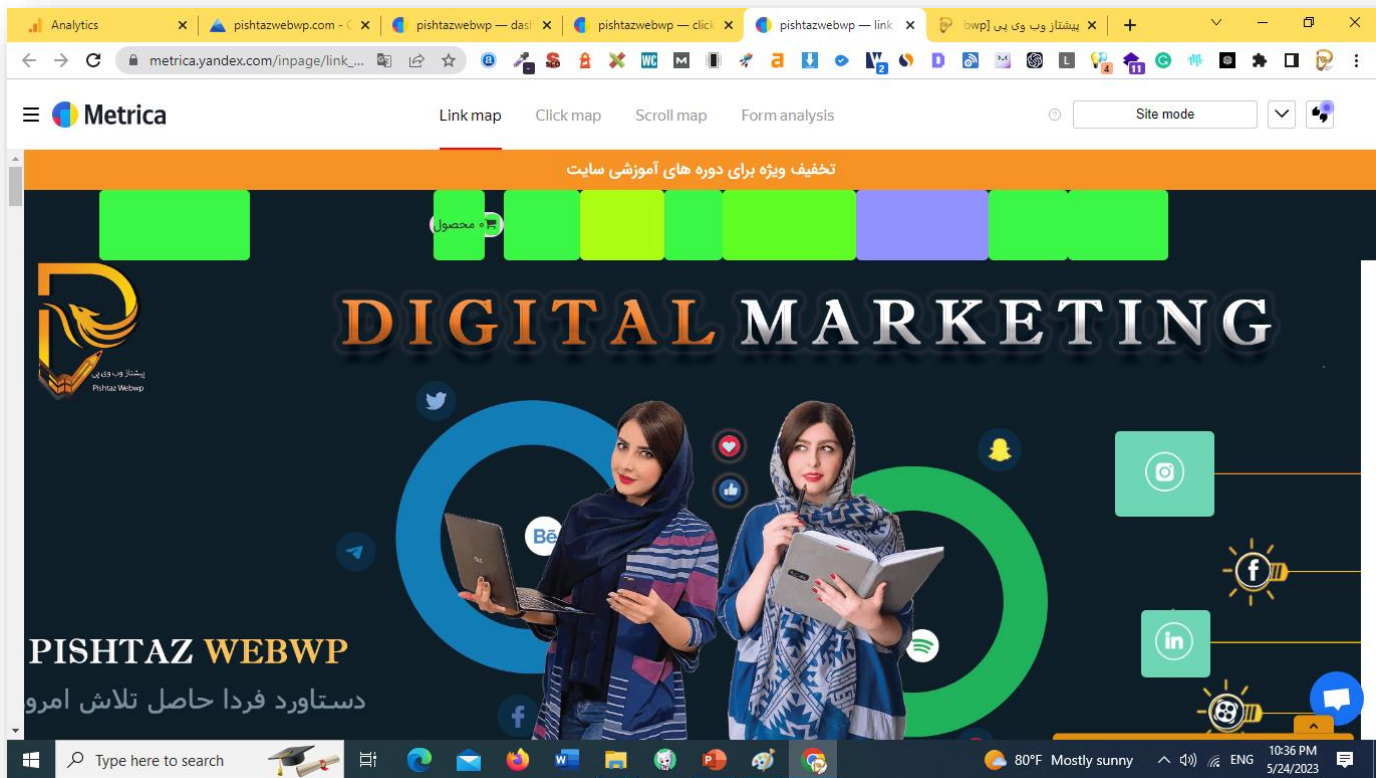 Analytics
pishtazwebwp.com - C
pishtazwebwp — dash
pishtazwebwp — click
pishtazwebwp — link
پیشتاز وب وی پی [bwp
metrica.yandex.com/inpage/link_...
Metrica
Link map
Click map
Scroll map
Form analysis
Site mode
تخفیف ویژه برای دوره های آموزشی سایت
۰ محصول
DIGITAL MARKETING
پیشتاز وب وی پی
Pishtaz Webwp
Bē
f
in
PISHTAZ WEBWP
دستاورد فردا حاصل تلاش امرو
f
Type here to search
80°F Mostly sunny
ENG
10:36 PM
5/24/2023